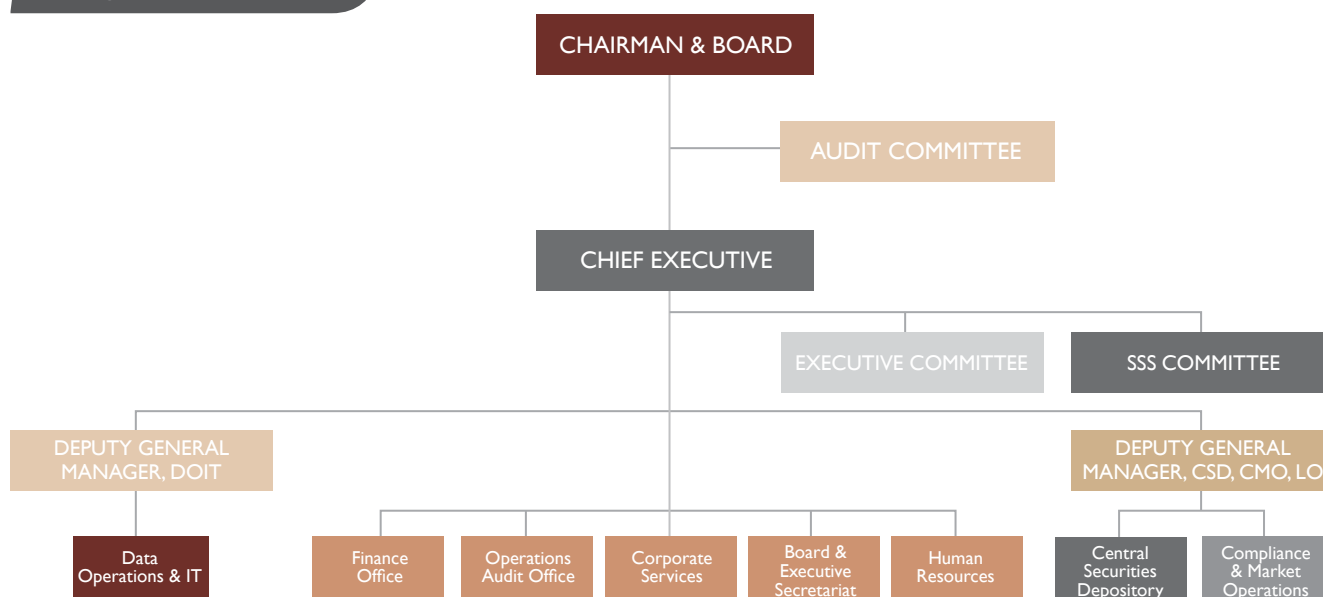 CHAIRMAN & BOARD
AUDIT COMMITTEE
CHIEF EXECUTIVE
EXECUTIVE COMMITTEE
SSS COMMITTEE
DEPUTY GENERAL
MANAGER, DOIT
DEPUTY GENERAL
MANAGER, CSD, CMO, LO
Data
Operations & IT
Finance
Office
Operations
Audit Office
Corporate
Services
Board &
Executive
Secretariat
Human
Resources
Central
Securities
Depository
Compliance
& Market
Operations